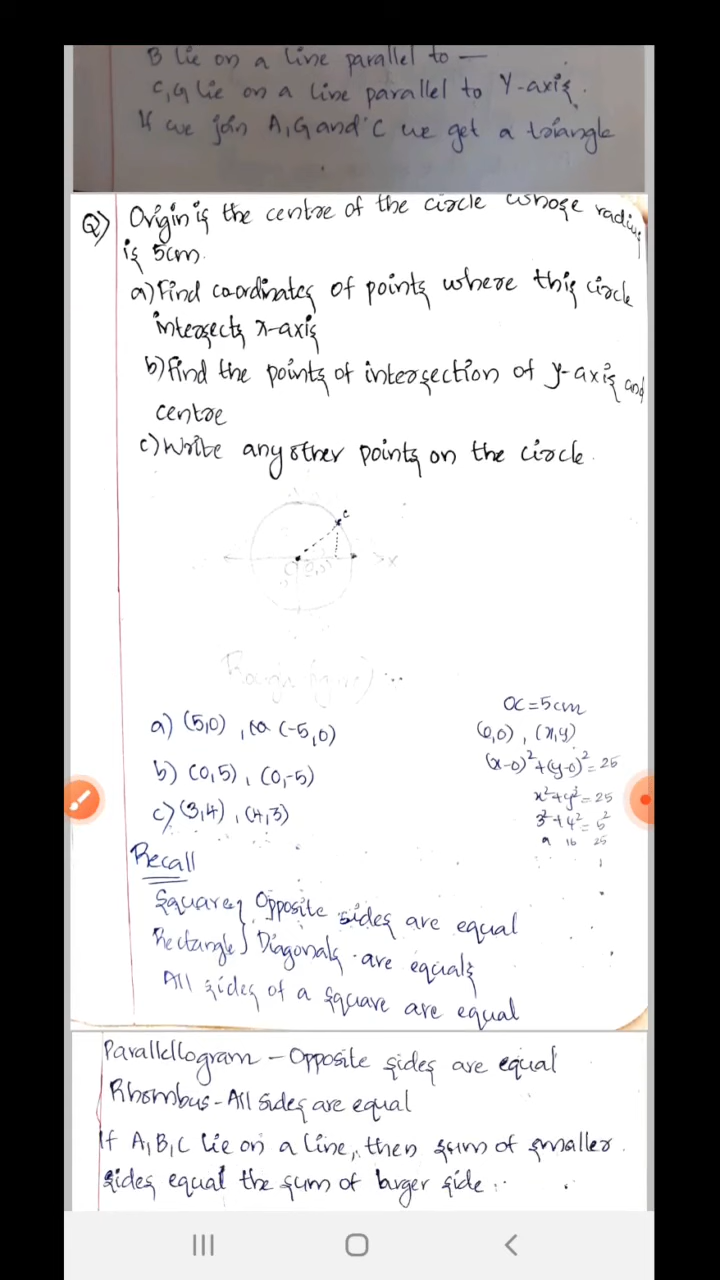 B lie on a line parallel to —
C,G lie on a line parallel to Y-axis.
If we join A,G and C we get a triangle
Q) Origin is the centre of the circle whose radius
is 5cm.
a) Find coordinates of points where this circle
intersects x-axis
b) Find the points of intersection of y-axis and
centre
c) Write any other points on the circle.
C
O
X
Rough figure
OC = 5cm
a) (5,0) , (-5,0)
(0,0) , (x,y)
b) (0,5) , (0,-5)
(x-0)²+(y-0)² = 25
x²+y² = 25
c) (3,4) , (4,3)
3²+4² = 5²
9 16 25
Recall
Square } Opposite sides are equal
Rectangle } Diagonals are equals
All sides of a square are equal
Parallellogram - Opposite sides are equal
Rhombus - All sides are equal
If A,B,C lie on a line, then sum of smaller
sides equal the sum of larger side